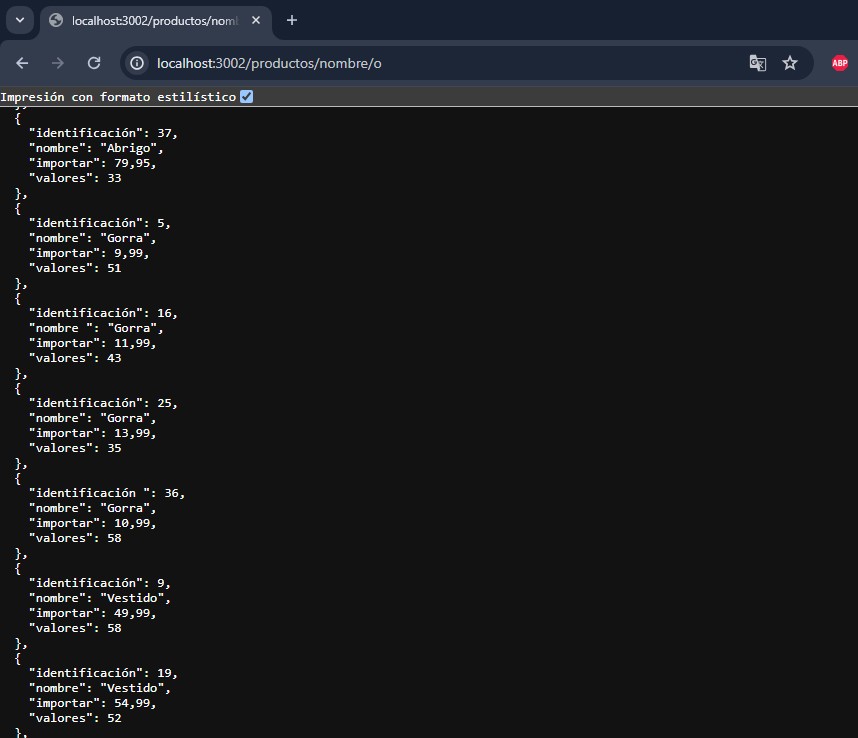 localhost:3002/productos/noml
localhost:3002/productos/nombre/o
ABP
Impresión con formato estilístico
},
{
"identificación": 37,
"nombre": "Abrigo",
"importar": 79,95,
"valores": 33
},
{
"identificación": 5,
"nombre": "Gorra",
"importar": 9,99,
"valores": 51
},
{
"identificación": 16,
"nombre ": "Gorra",
"importar": 11,99,
"valores": 43
},
{
"identificación": 25,
"nombre": "Gorra",
"importar": 13,99,
"valores": 35
},
{
"identificación ": 36,
"nombre": "Gorra",
"importar": 10,99,
"valores": 58
},
{
"identificación": 9,
"nombre": "Vestido",
"importar": 49,99,
"valores": 58
},
{
"identificación": 19,
"nombre": "Vestido",
"importar": 54,99,
"valores": 52
},